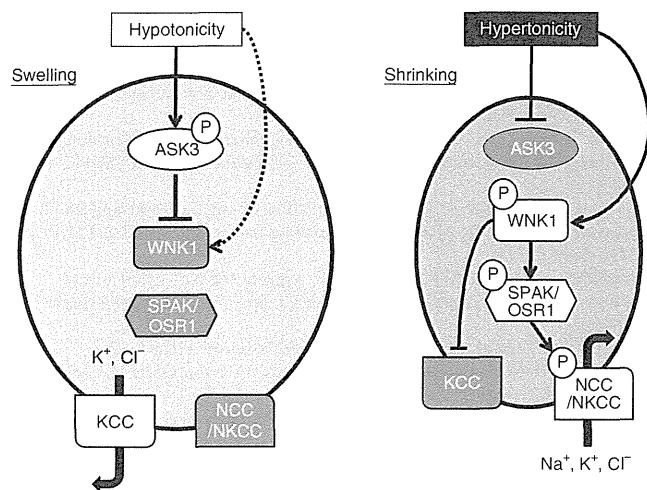 Hypotonicity
Swelling
P
ASK3
WNK1
SPAK/
OSR1
K⁺, Cl⁻
KCC
NCC
/NKCC
Hypertonicity
Shrinking
ASK3
P
WNK1
P
SPAK/
OSR1
P
KCC
NCC
/NKCC
Na⁺, K⁺, Cl⁻